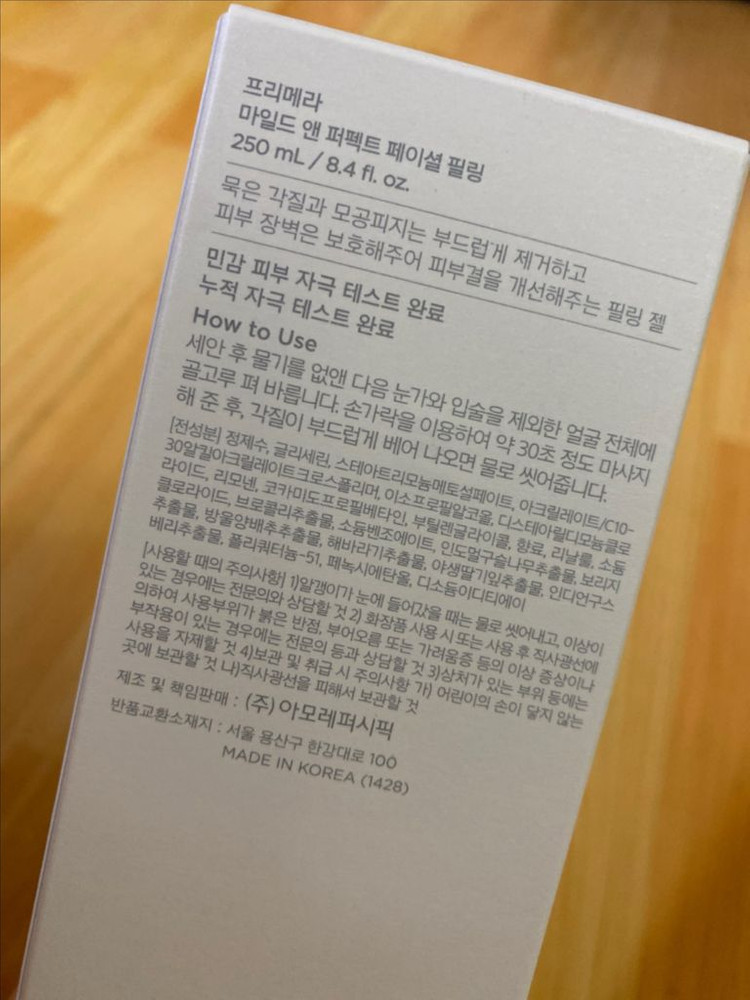 프리메라
마일드 앤 퍼펙트 페이셜 필링
250 mL / 8.4 fl. oz.
묵은 각질과 모공피지는 부드럽게 제거하고
피부 장벽은 보호해주어 피부결을 개선해주는 필링 젤
민감 피부 자극 테스트 완료
누적 자극 테스트 완료
How to Use
세안 후 물기를 없앤 다음 눈가와 입술을 제외한 얼굴 전체에
골고루 펴 바릅니다. 손가락을 이용하여 약 30초 정도 마사지
해 준 후, 각질이 부드럽게 베어 나오면 물로 씻어줍니다.
[전성분] 정제수, 글리세린, 스테아트리모늄메토설페이트, 아크릴레이트/C10-
30알킬아크릴레이트크로스폴리머, 이소프로필알코올, 디스테아릴디모늄클로
라이드, 리모넨, 코카미도프로필베타인, 부틸렌글라이콜, 향료, 리날룰, 소듐
클로라이드, 브로콜리추출물, 소듐벤조에이트, 인도멀구슬나무추출물, 보리지
추출물, 방울양배추추출물, 해바라기추출물, 야생딸기잎추출물, 인디언구스
베리추출물, 폴리쿼터늄-51, 페녹시에탄올, 디소듐이디티에이
[사용할 때의 주의사항] 1)알갱이가 눈에 들어갔을 때는 물로 씻어내고, 이상이
있는 경우에는 전문의와 상담할 것 2) 화장품 사용 시 또는 사용 후 직사광선에
의하여 사용부위가 붉은 반점, 부어오름 또는 가려움증 등의 이상 증상이나
부작용이 있는 경우에는 전문의 등과 상담할 것 3)상처가 있는 부위 등에는
사용을 자제할 것 4)보관 및 취급 시 주의사항 가) 어린이의 손이 닿지 않는
곳에 보관할 것 나)직사광선을 피해서 보관할 것
제조 및 책임판매 : (주)아모레퍼시픽
반품교환소재지 : 서울 용산구 한강대로 100
MADE IN KOREA (1428)